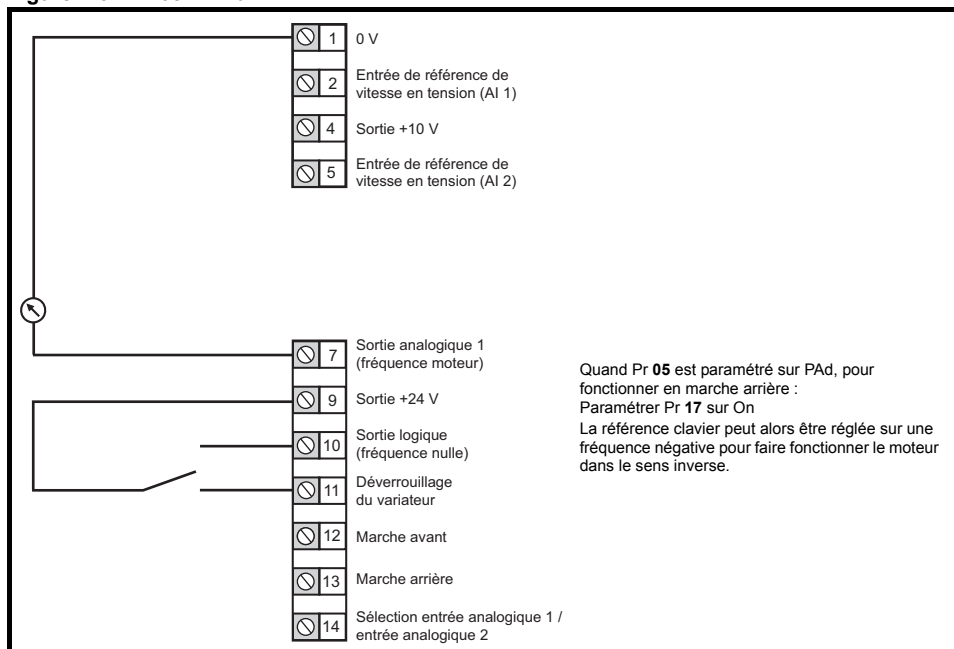 1 0 V
2 Entrée de référence de
vitesse en tension (AI 1)
4 Sortie +10 V
5 Entrée de référence de
vitesse en tension (AI 2)
7 Sortie analogique 1
(fréquence moteur)
9 Sortie +24 V
10 Sortie logique
(fréquence nulle)
11 Déverrouillage
du variateur
12 Marche avant
13 Marche arrière
14 Sélection entrée analogique 1 /
entrée analogique 2
Quand Pr 05 est paramétré sur PAd, pour
fonctionner en marche arrière :
Paramétrer Pr 17 sur On
La référence clavier peut alors être réglée sur une
fréquence négative pour faire fonctionner le moteur
dans le sens inverse.